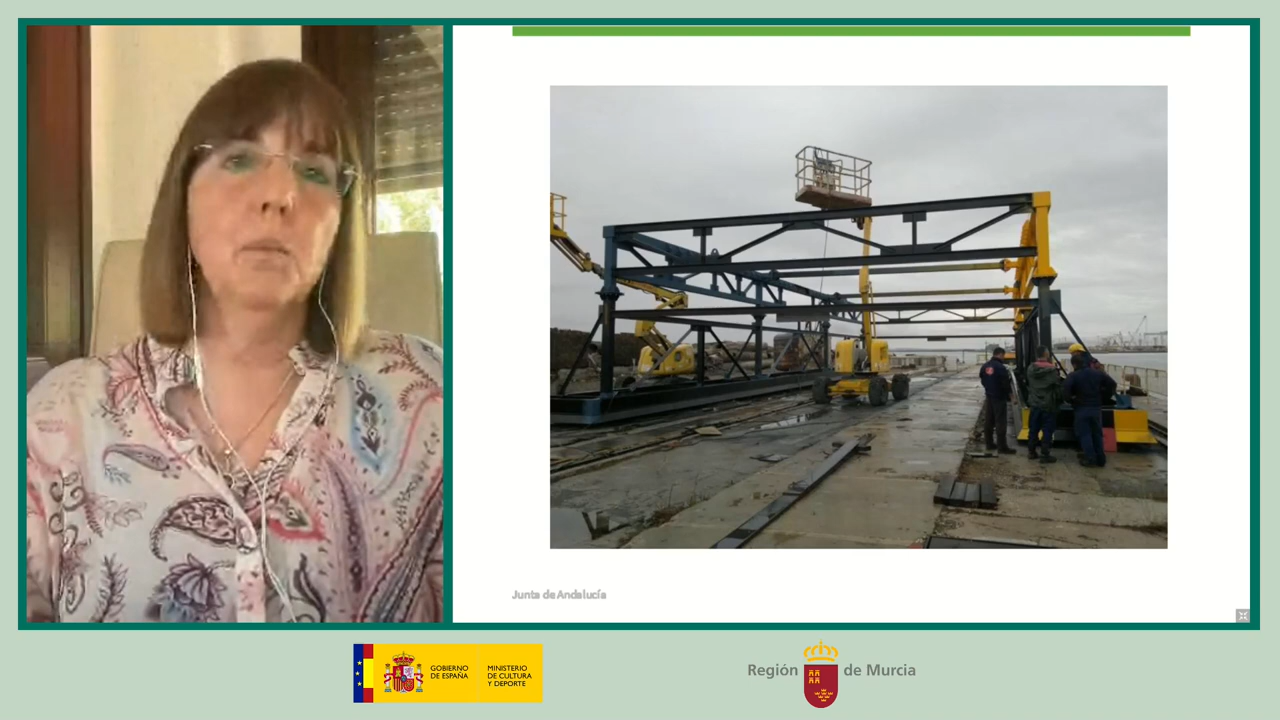 Junta de Andalucía
GOBIERNO
DE ESPAÑA
MINISTERIO
DE CULTURA
Y DEPORTE
Región de Murcia